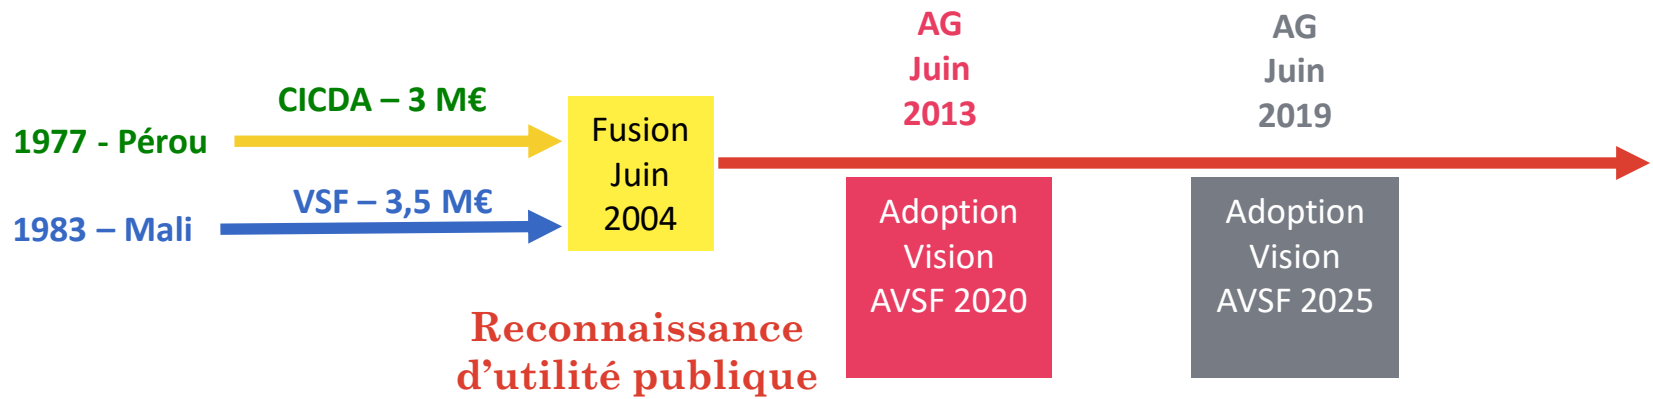 1977 - Pérou
CICDA – 3 M€
1983 – Mali
VSF – 3,5 M€
Fusion
Juin
2004
Reconnaissance
d’utilité publique
AG
Juin
2013
Adoption
Vision
AVSF 2020
AG
Juin
2019
Adoption
Vision
AVSF 2025